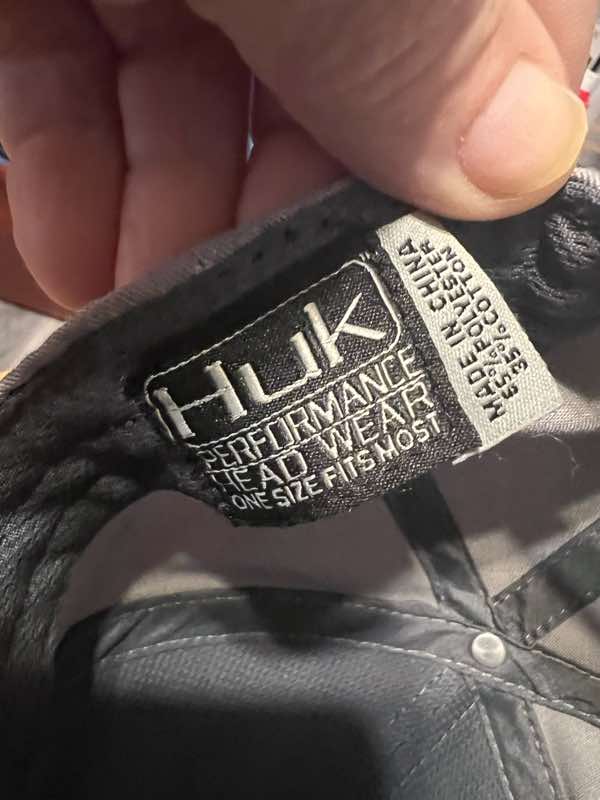 Huk
PERFORMANCE
HEAD WEAR
ONE SIZE FITS MOST
MADE IN CHINA
65% POLYESTER
35% COTTON